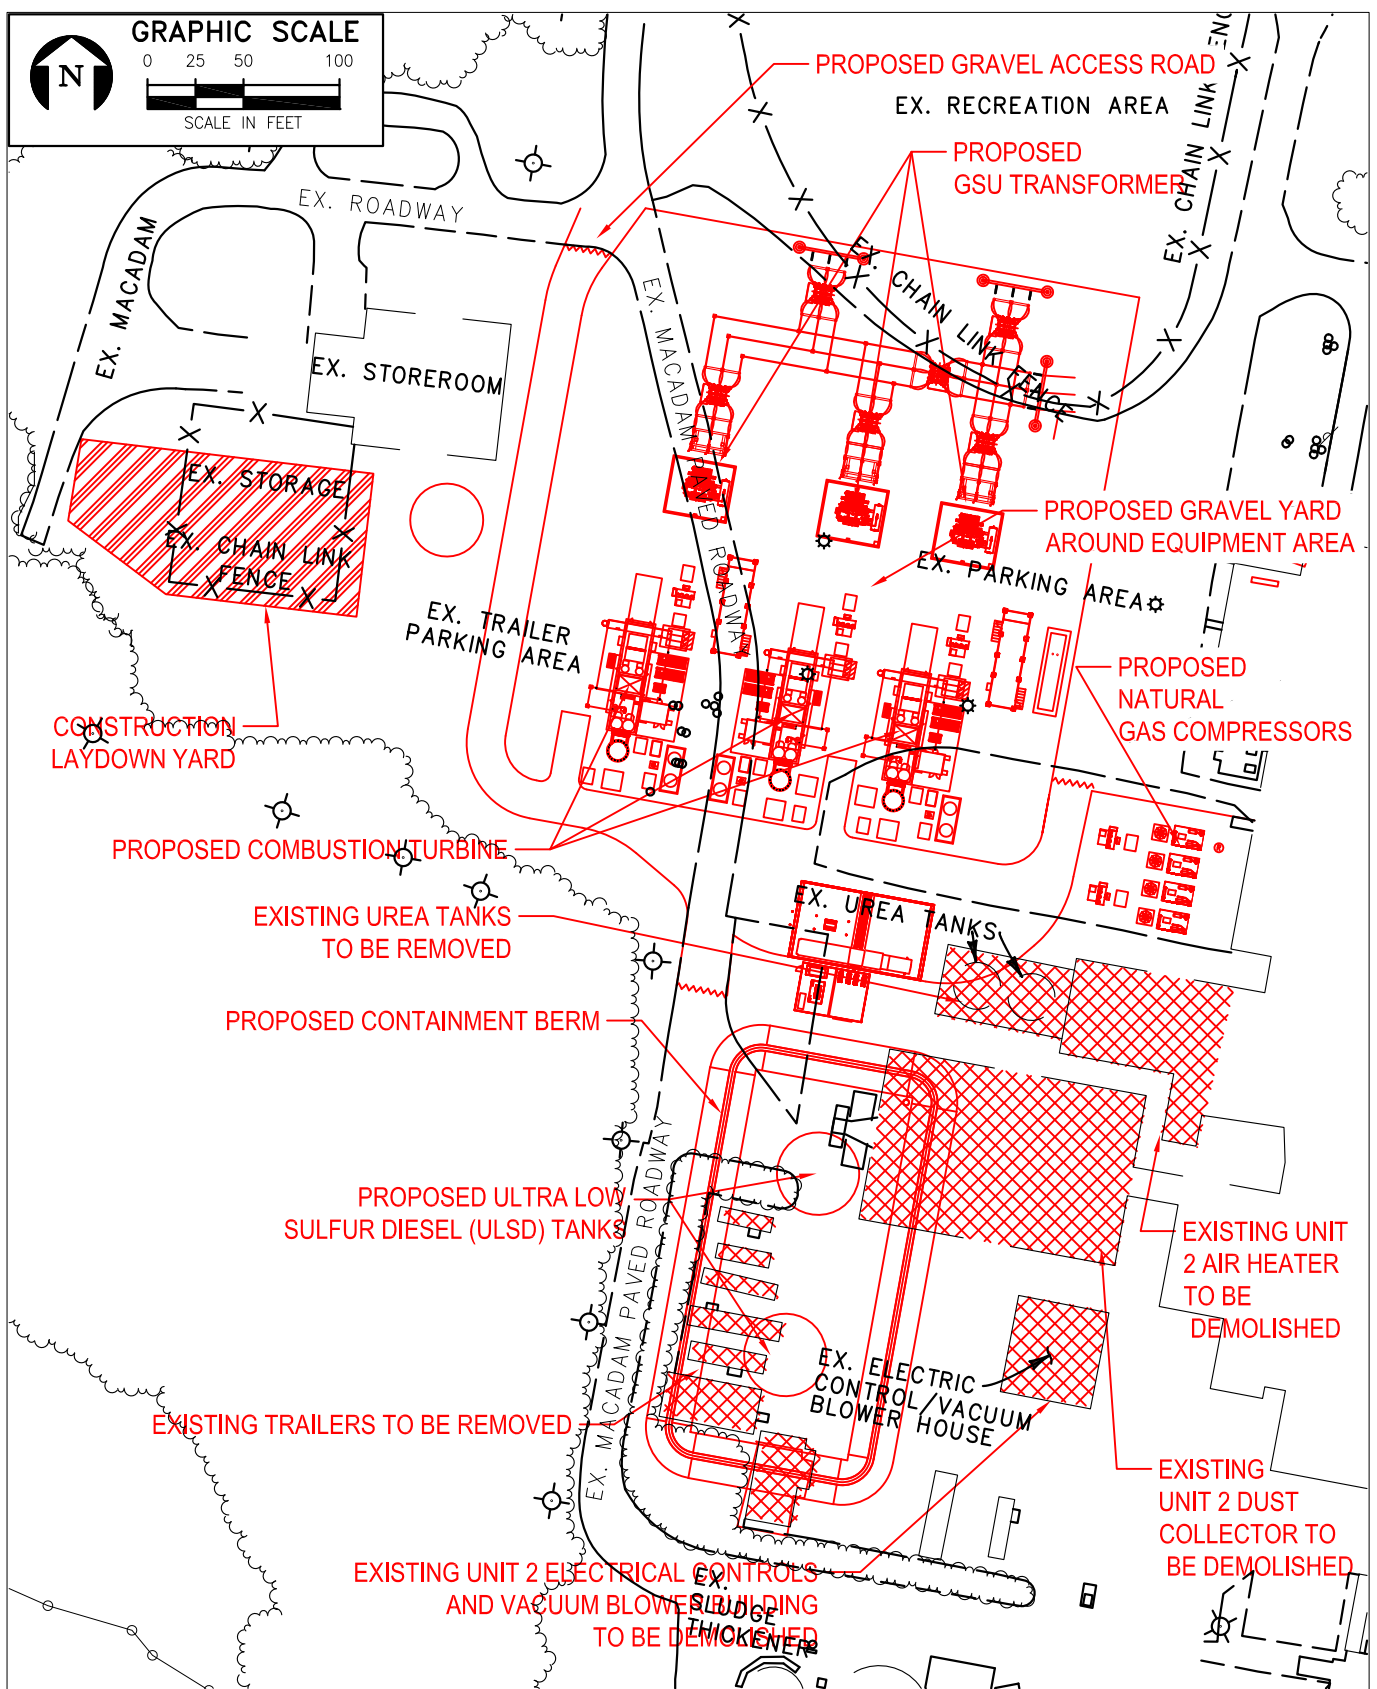 GRAPHIC SCALE
0 25 50 100
SCALE IN FEET
N
PROPOSED GRAVEL ACCESS ROAD
EX. RECREATION AREA
EX. CHAIN LINK
PROPOSED
GSU TRANSFORMER
EX. ROADWAY
EX. MACADAM
EX. CHAIN LINK FENCE
EX. MACADAM PAVED ROADWAY
EX. STOREROOM
EX. STORAGE
EX. CHAIN LINK
FENCE
PROPOSED GRAVEL YARD
AROUND EQUIPMENT AREA
EX. PARKING AREA
EX. TRAILER
PARKING AREA
PROPOSED
NATURAL
GAS COMPRESSORS
CONSTRUCTION
LAYDOWN YARD
PROPOSED COMBUSTION TURBINE
EXISTING UREA TANKS
TO BE REMOVED
EX. UREA TANKS
PROPOSED CONTAINMENT BERM
PROPOSED ULTRA LOW
SULFUR DIESEL (ULSD) TANKS
EX. MACADAM PAVED ROADWAY
EXISTING UNIT
2 AIR HEATER
TO BE
DEMOLISHED
EX. ELECTRIC
CONTROL/VACUUM
BLOWER HOUSE
EXISTING TRAILERS TO BE REMOVED
EXISTING
UNIT 2 DUST
COLLECTOR TO
BE DEMOLISHED
EXISTING UNIT 2 ELECTRICAL CONTROLS
AND VACUUM BLOWER BUILDING
TO BE DEMOLISHED
EX.
SLUDGE
THICKENER